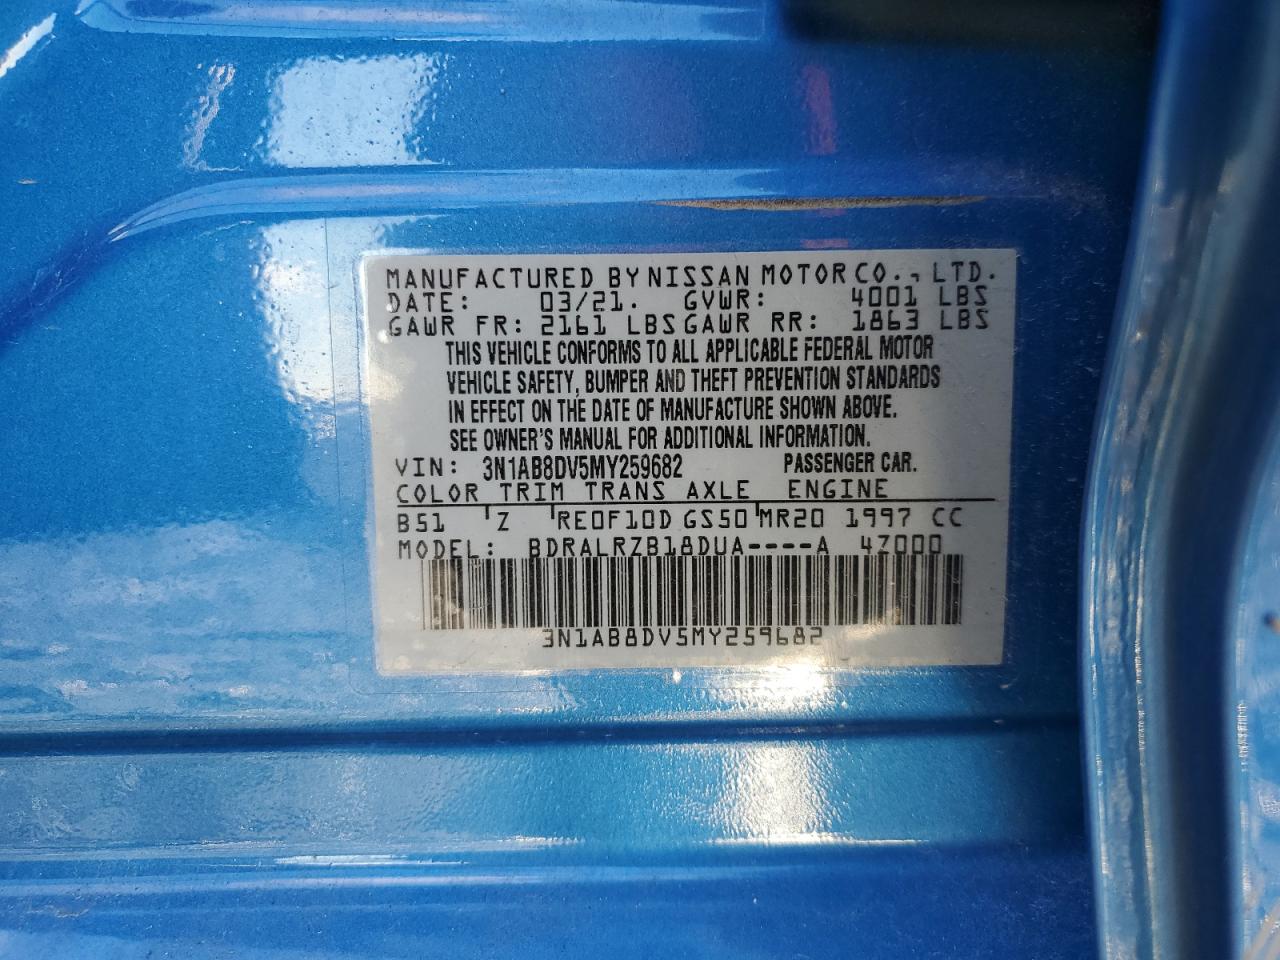 MANUFACTURED BY NISSAN MOTOR CO., LTD.
DATE: 03/21. GVWR: 4001 LBS
GAWR FR: 2161 LBS GAWR RR: 1863 LBS
THIS VEHICLE CONFORMS TO ALL APPLICABLE FEDERAL MOTOR
VEHICLE SAFETY, BUMPER AND THEFT PREVENTION STANDARDS
IN EFFECT ON THE DATE OF MANUFACTURE SHOWN ABOVE.
SEE OWNER'S MANUAL FOR ADDITIONAL INFORMATION.
VIN: 3N1AB8DV5MY259682 PASSENGER CAR.
COLOR TRIM TRANS AXLE ENGINE
B51 Z RE0F10D GS50 MR20 1997 CC
MODEL: BDRALRZB18DUA----A 4Z000
3N1AB8DV5MY259682